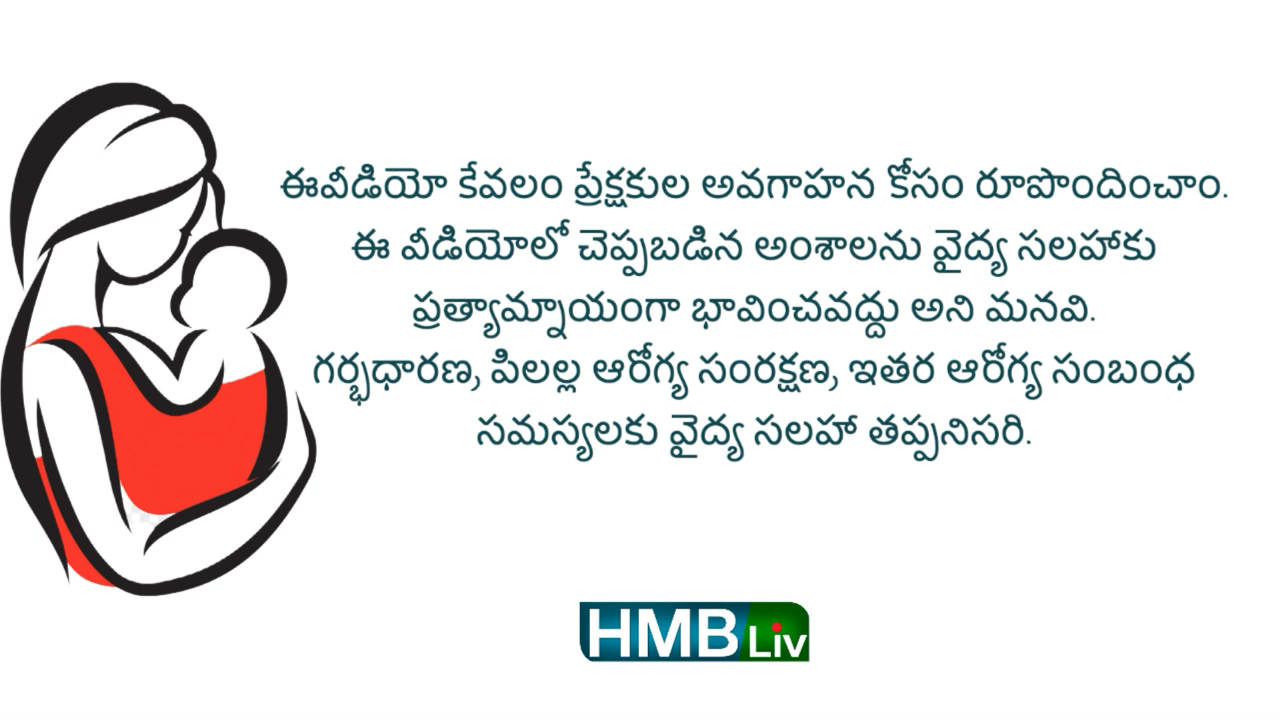 ఈవీడియో కేవలం ప్రేక్షకుల అవగాహన కోసం రూపొందించాం.
ఈ వీడియోలో చెప్పబడిన అంశాలను వైద్య సలహాకు
ప్రత్యామ్నాయంగా భావించవద్దు అని మనవి.
గర్భధారణ, పిలల్ల ఆరోగ్య సంరక్షణ, ఇతర ఆరోగ్య సంబంధ
సమస్యలకు వైద్య సలహా తప్పనిసరి.
HMB Liv